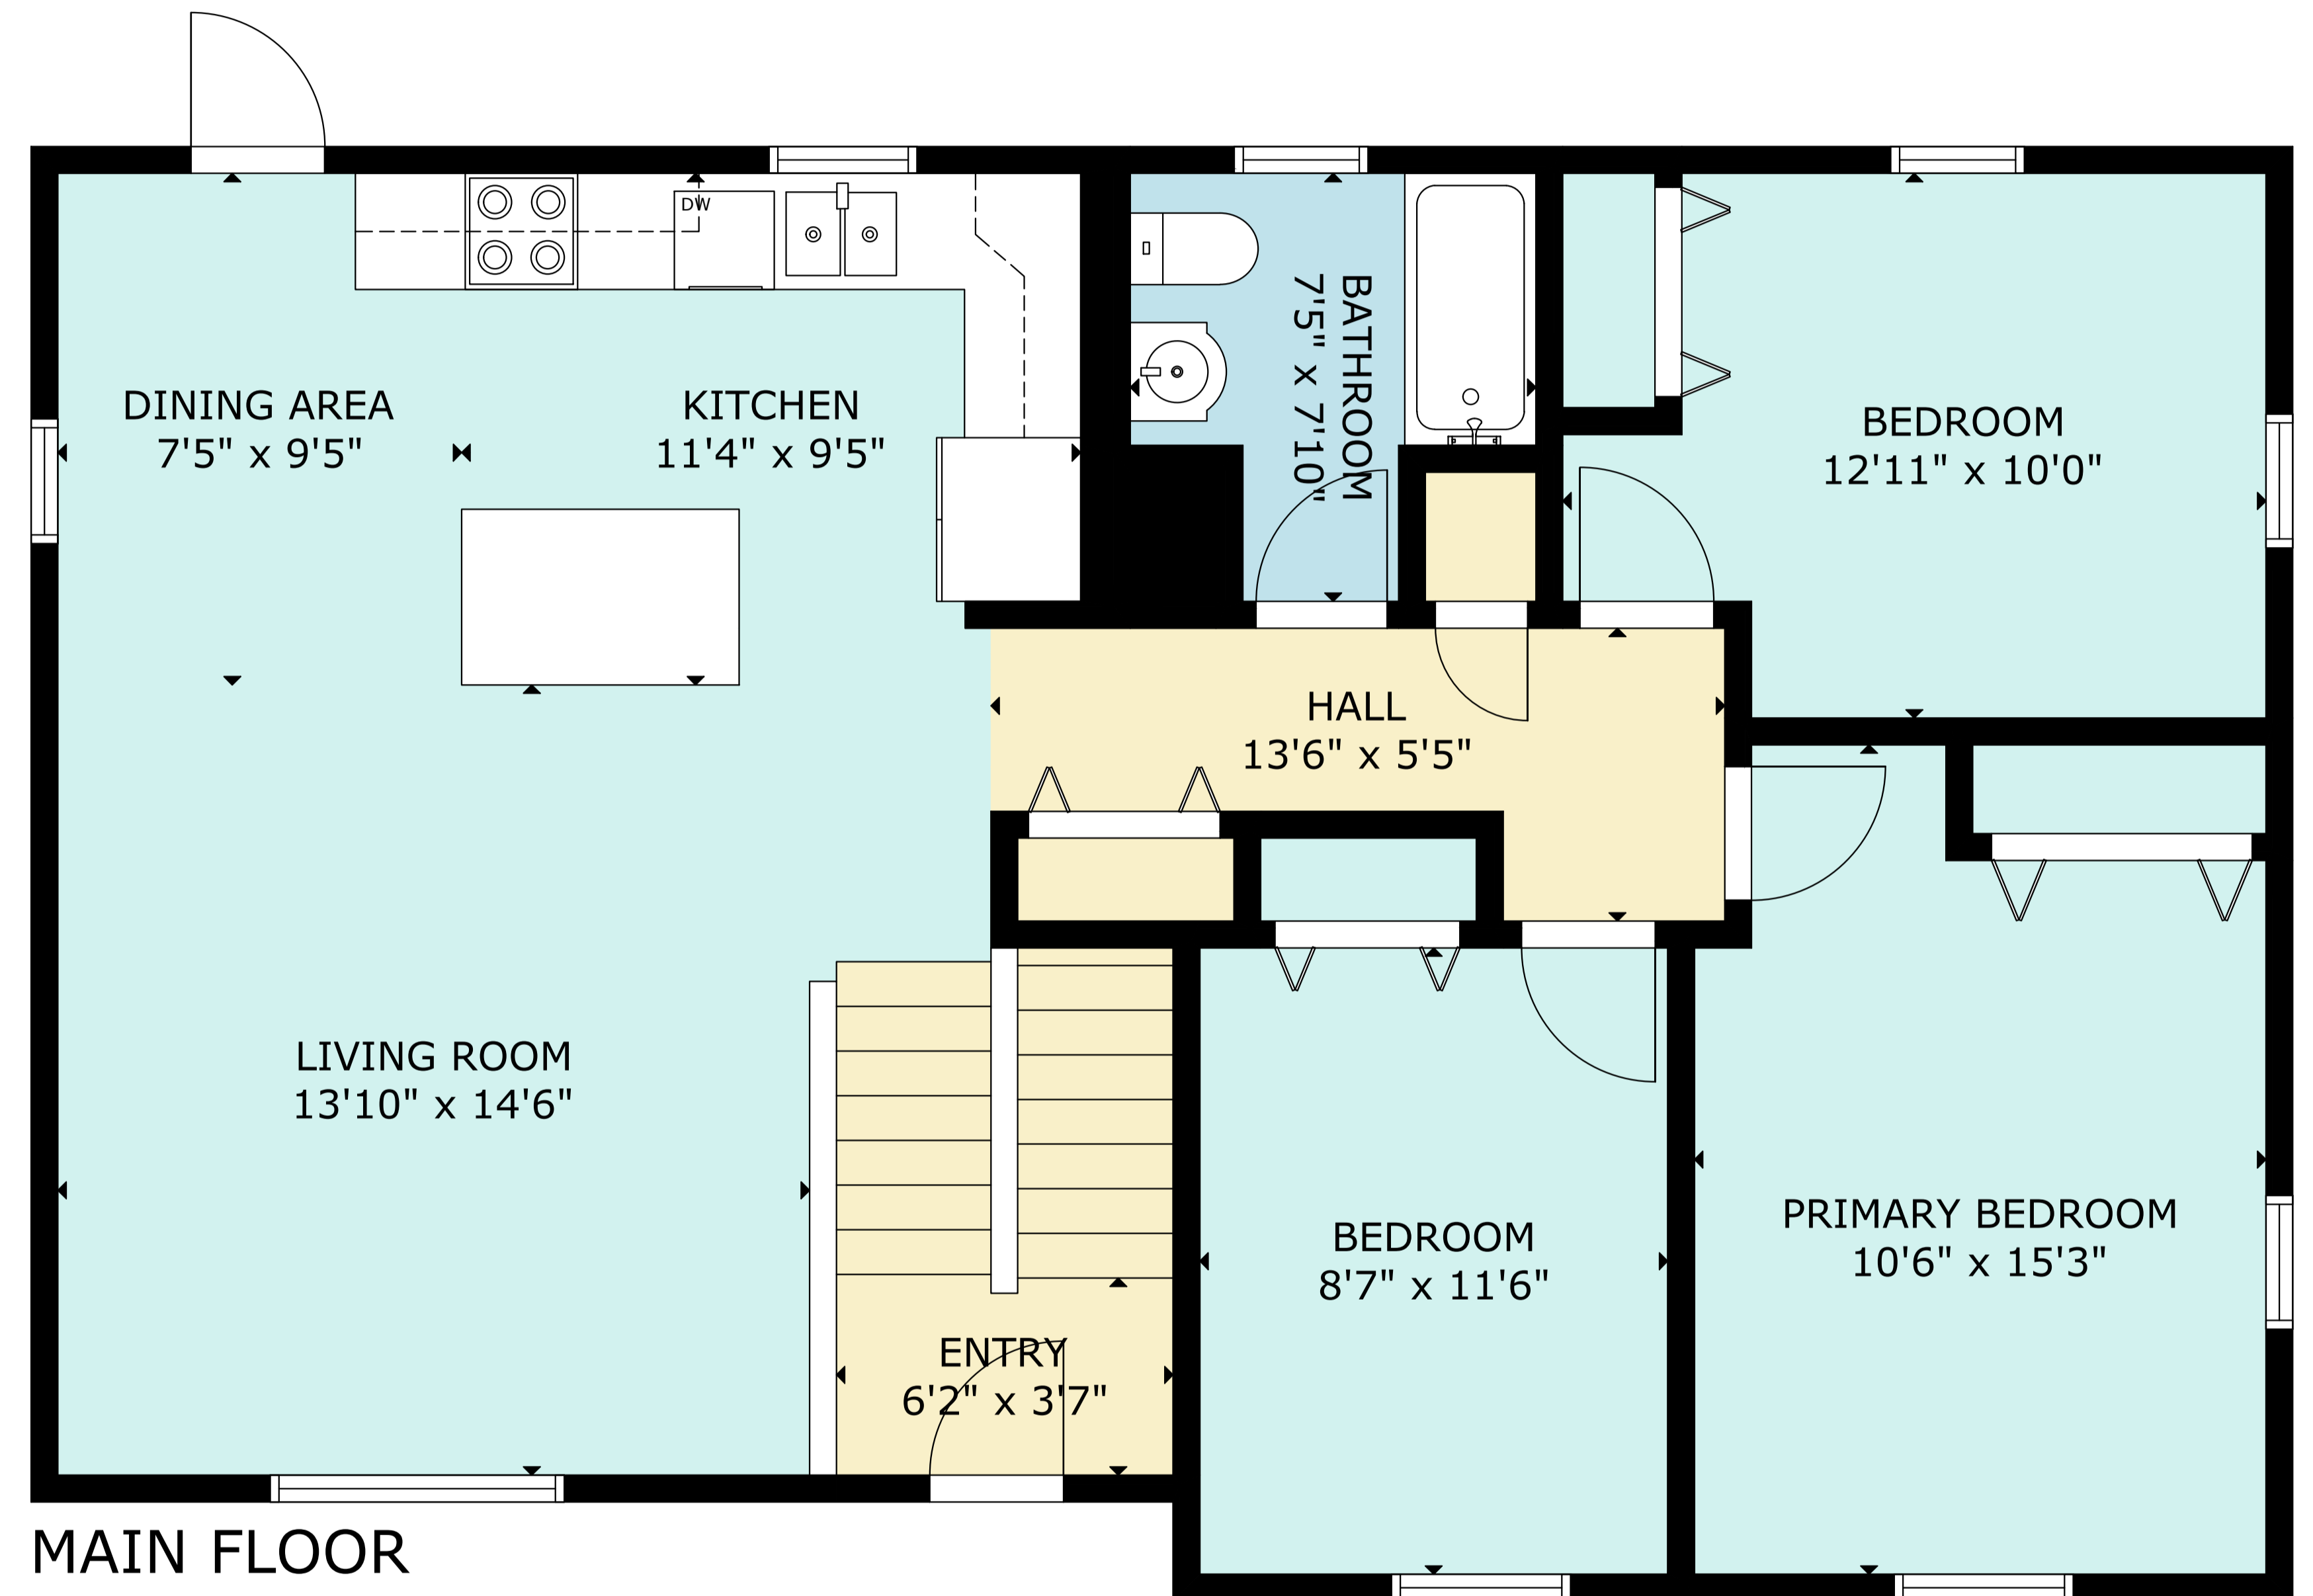 DW
DINING AREA
7'5" x 9'5"
KITCHEN
11'4" x 9'5"
BATHROOM
7'5" x 7'10"
BEDROOM
12'11" x 10'0"
HALL
13'6" x 5'5"
LIVING ROOM
13'10" x 14'6"
ENTRY
6'2" x 3'7"
BEDROOM
8'7" x 11'6"
PRIMARY BEDROOM
10'6" x 15'3"
MAIN FLOOR